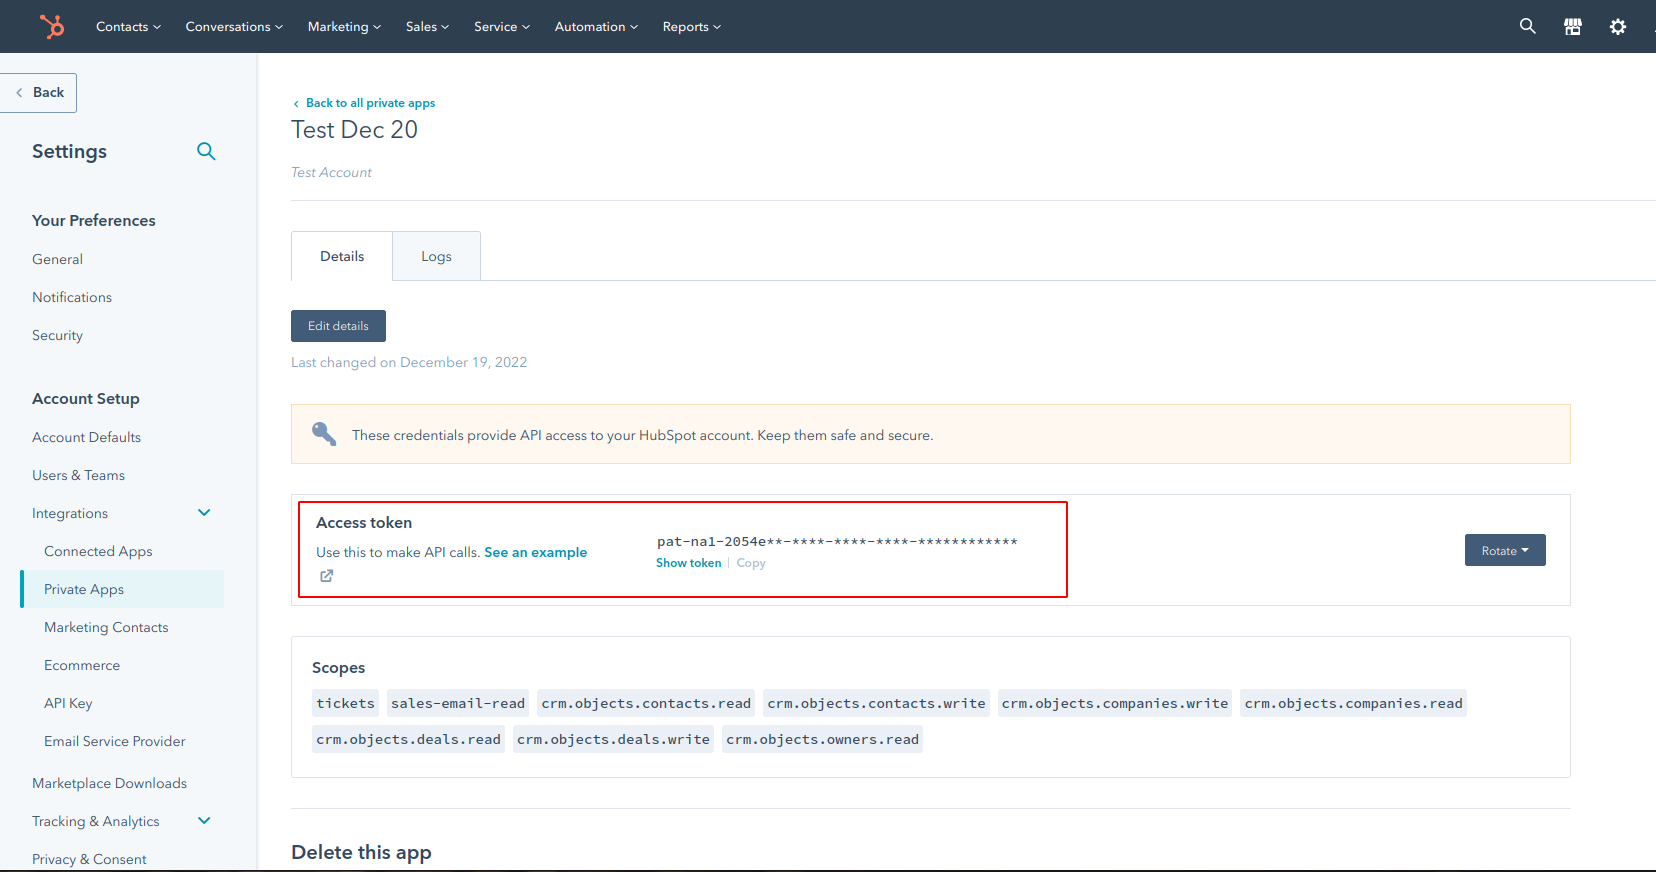 Contacts Conversations Marketing Sales Service Automation Reports
Back
Settings
Your Preferences
General
Notifications
Security
Account Setup
Account Defaults
Users & Teams
Integrations
Connected Apps
Private Apps
Marketing Contacts
Ecommerce
API Key
Email Service Provider
Marketplace Downloads
Tracking & Analytics
Privacy & Consent
Back to all private apps
Test Dec 20
Test Account
Details Logs
Edit details
Last changed on December 19, 2022
These credentials provide API access to your HubSpot account. Keep them safe and secure.
Access token
Use this to make API calls. See an example
pat-na1-2054e**-****-****-****-************
Show token | Copy
Rotate
Scopes
tickets sales-email-read crm.objects.contacts.read crm.objects.contacts.write crm.objects.companies.write crm.objects.companies.read
crm.objects.deals.read crm.objects.deals.write crm.objects.owners.read
Delete this app